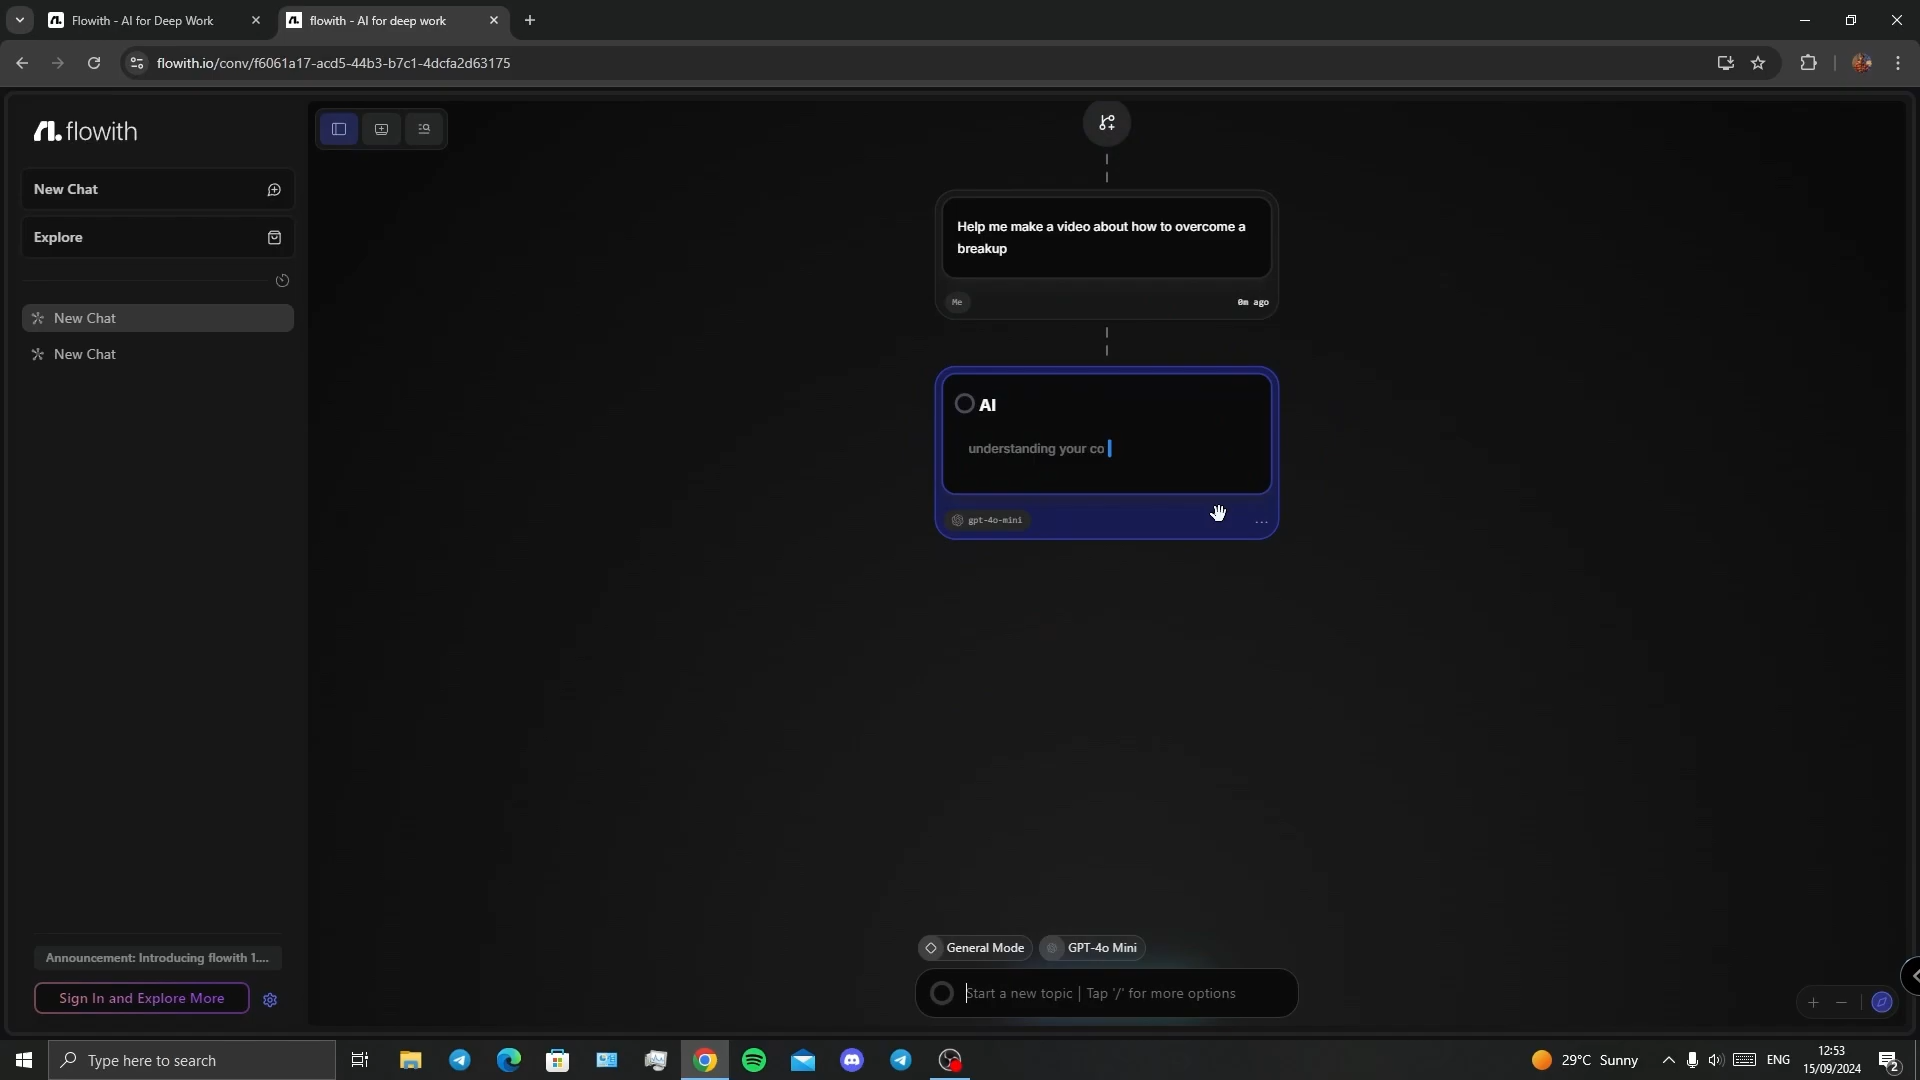 Flowith - AI for Deep Work
flowith - AI for deep work
flowith.io/conv/f6061a17-acd5-44b3-b7c1-4dcfa2d63175
flowith
New Chat
Explore
New Chat
New Chat
Help me make a video about how to overcome a
breakup
Me
0m ago
AI
understanding your co
gpt-4o-mini
...
General Mode
GPT-4o Mini
Start a new topic | Tap '/' for more options
Announcement: Introducing flowith 1....
Sign In and Explore More
Type here to search
29°C Sunny
ENG
12:53
15/09/2024
2